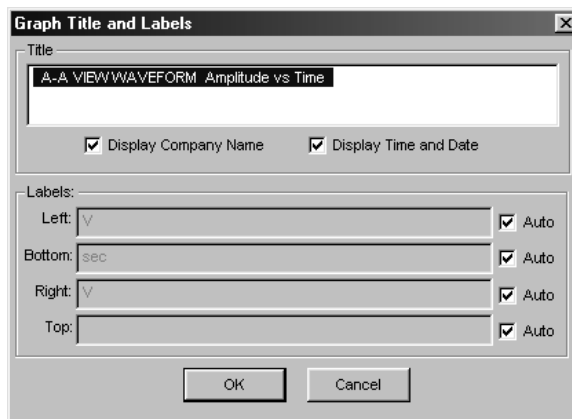 Graph Title and Labels
Title
A-A VIEW WAVEFORM Amplitude vs Time
Display Company Name Display Time and Date
Labels:
Left: V Auto
Bottom: sec Auto
Right: V Auto
Top: Auto
OK Cancel